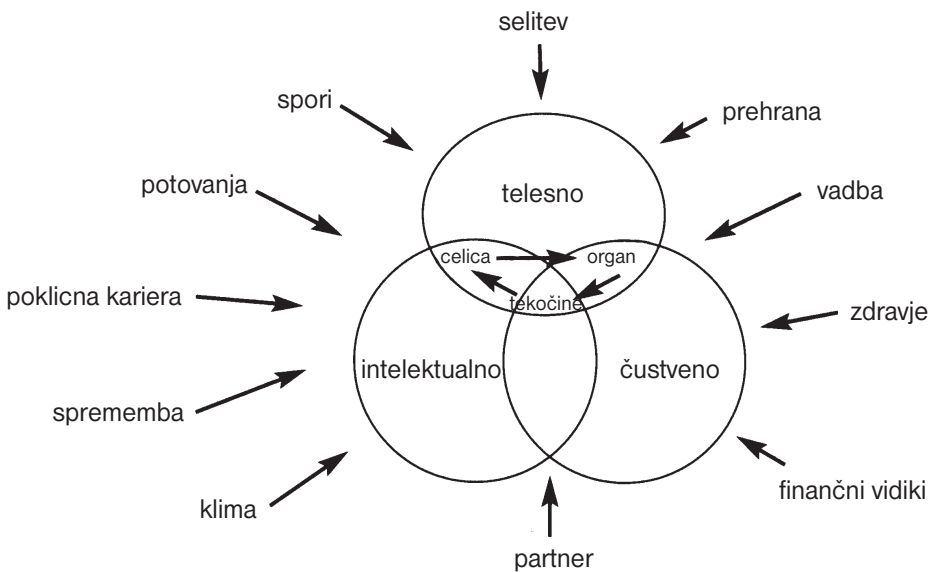 selitev
spori
prehrana
potovanja
telesno
vadba
celica
organ
poklicna kariera
tekočine
zdravje
intelektualno
čustveno
sprememba
finančni vidiki
klima
partner